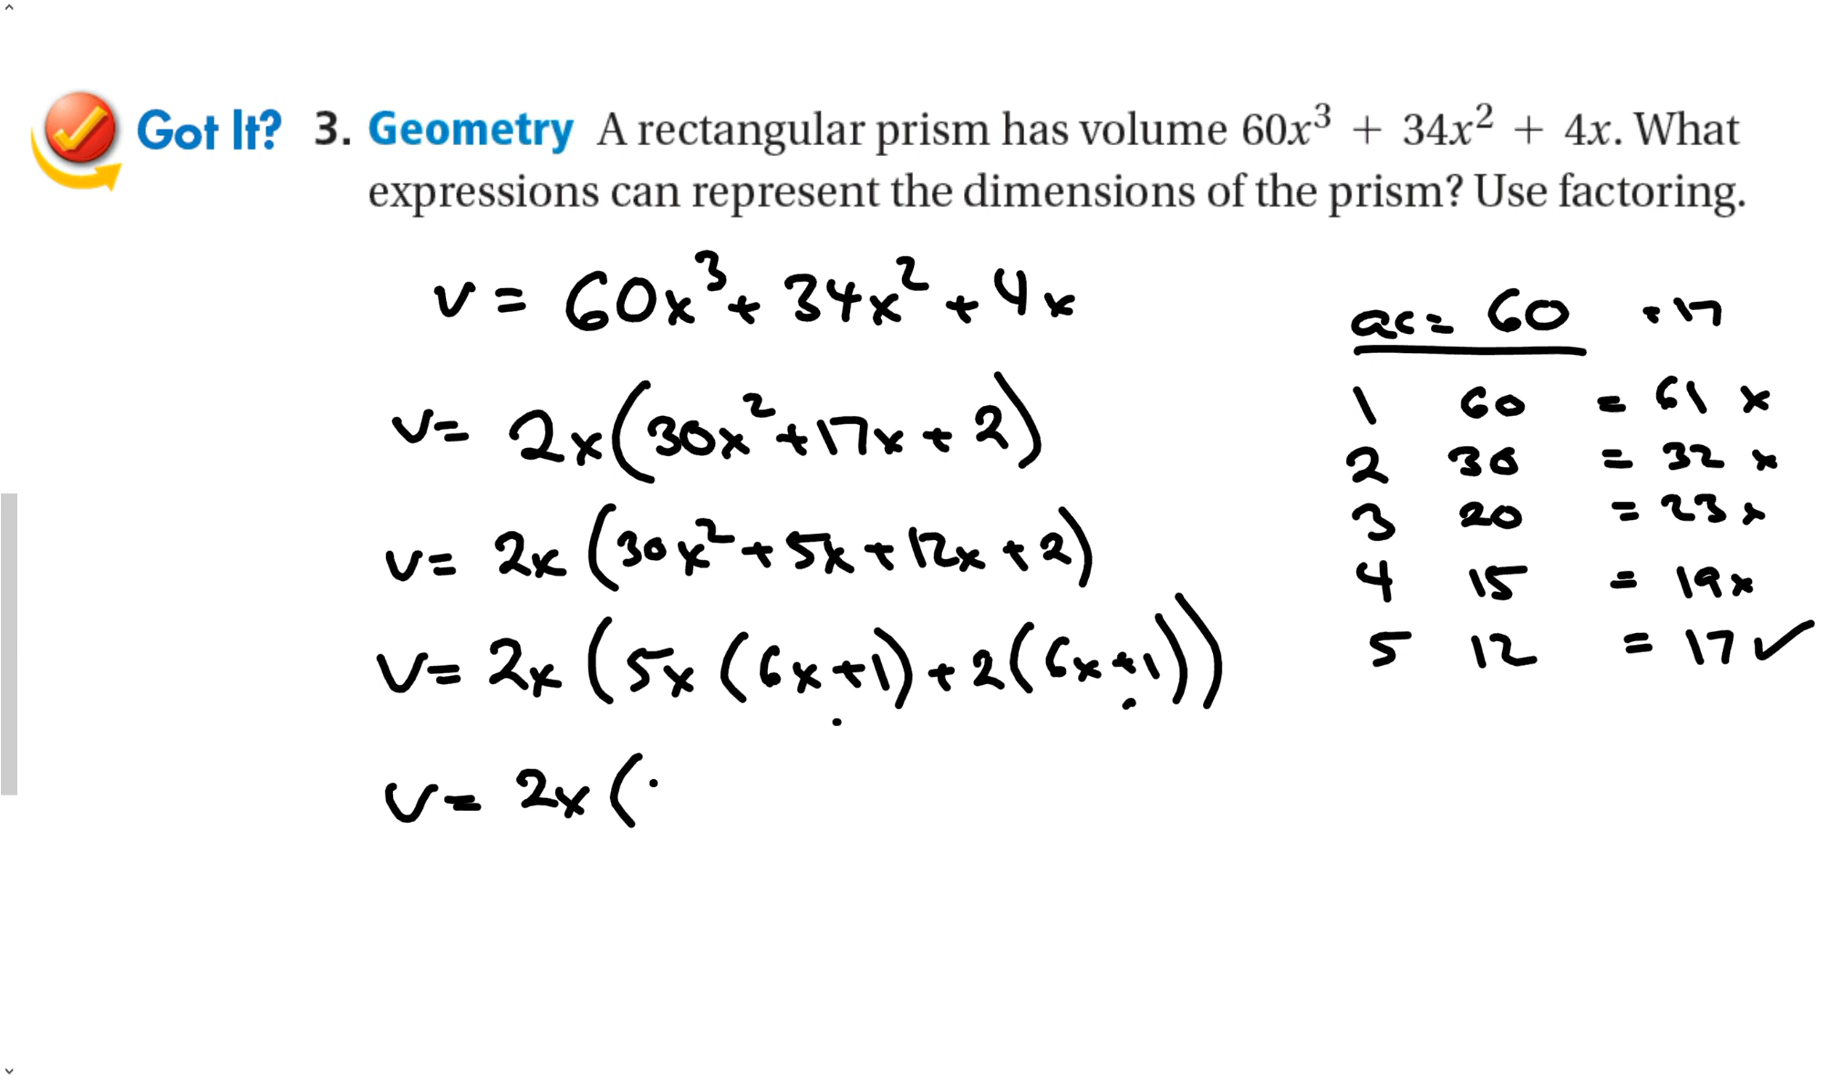 Got It? 3. Geometry A rectangular prism has volume 60x³ + 34x² + 4x. What
expressions can represent the dimensions of the prism? Use factoring.
v = 60x³ + 34x² + 4x
ac = 60 +17
v = 2x(30x² + 17x + 2)
1 60 = 61 x
2 30 = 32 x
v = 2x (30x² + 5x + 12x + 2)
3 20 = 23 x
4 15 = 19 x
v = 2x (5x (6x+1) + 2(6x+1))
5 12 = 17 ✓
v = 2x (